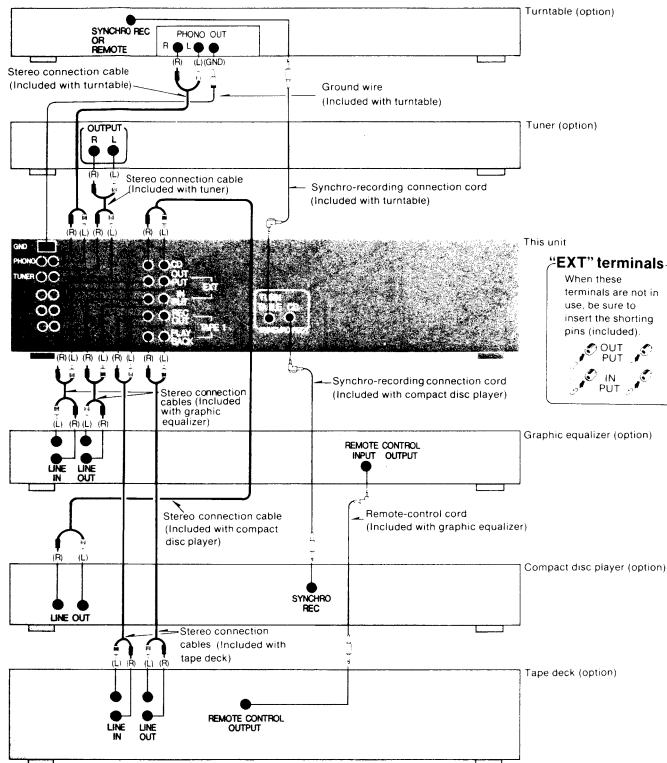 Turntable (option)
SYNCHRO REC
OR
REMOTE
PHONO OUT
R L
(R) (L) (GND)
Stereo connection cable
(Included with turntable)
Ground wire
(Included with turntable)
Tuner (option)
OUTPUT
R L
(R) (L)
Stereo connection cable
(Included with tuner)
Synchro-recording connection cord
(Included with turntable)
(R) (L) (R) (L) (R) (L)
This unit
GND
PHONO
TUNER
CD
OUT
PUT
EXT
TAPE 1
PLAY
BACK
"EXT" terminals
When these
terminals are not in
use, be sure to
insert the shorting
pins (included).
OUT
PUT
IN
PUT
(R) (L) (R) (L) (R) (L) (R) (L)
Stereo connection
cables (Included
with graphic
equalizer)
Synchro-recording connection cord
(Included with compact disc player)
(L) (R) (L) (R)
Graphic equalizer (option)
LINE
IN
LINE
OUT
REMOTE CONTROL
INPUT OUTPUT
Stereo connection cable
(Included with compact
disc player)
Remote-control cord
(Included with graphic equalizer)
(R) (L)
Compact disc player (option)
LINE OUT
SYNCHRO
REC
Stereo connection
cables (Included with
tape deck)
(L) (R) (L) (R)
Tape deck (option)
LINE
IN
LINE
OUT
REMOTE CONTROL
OUTPUT